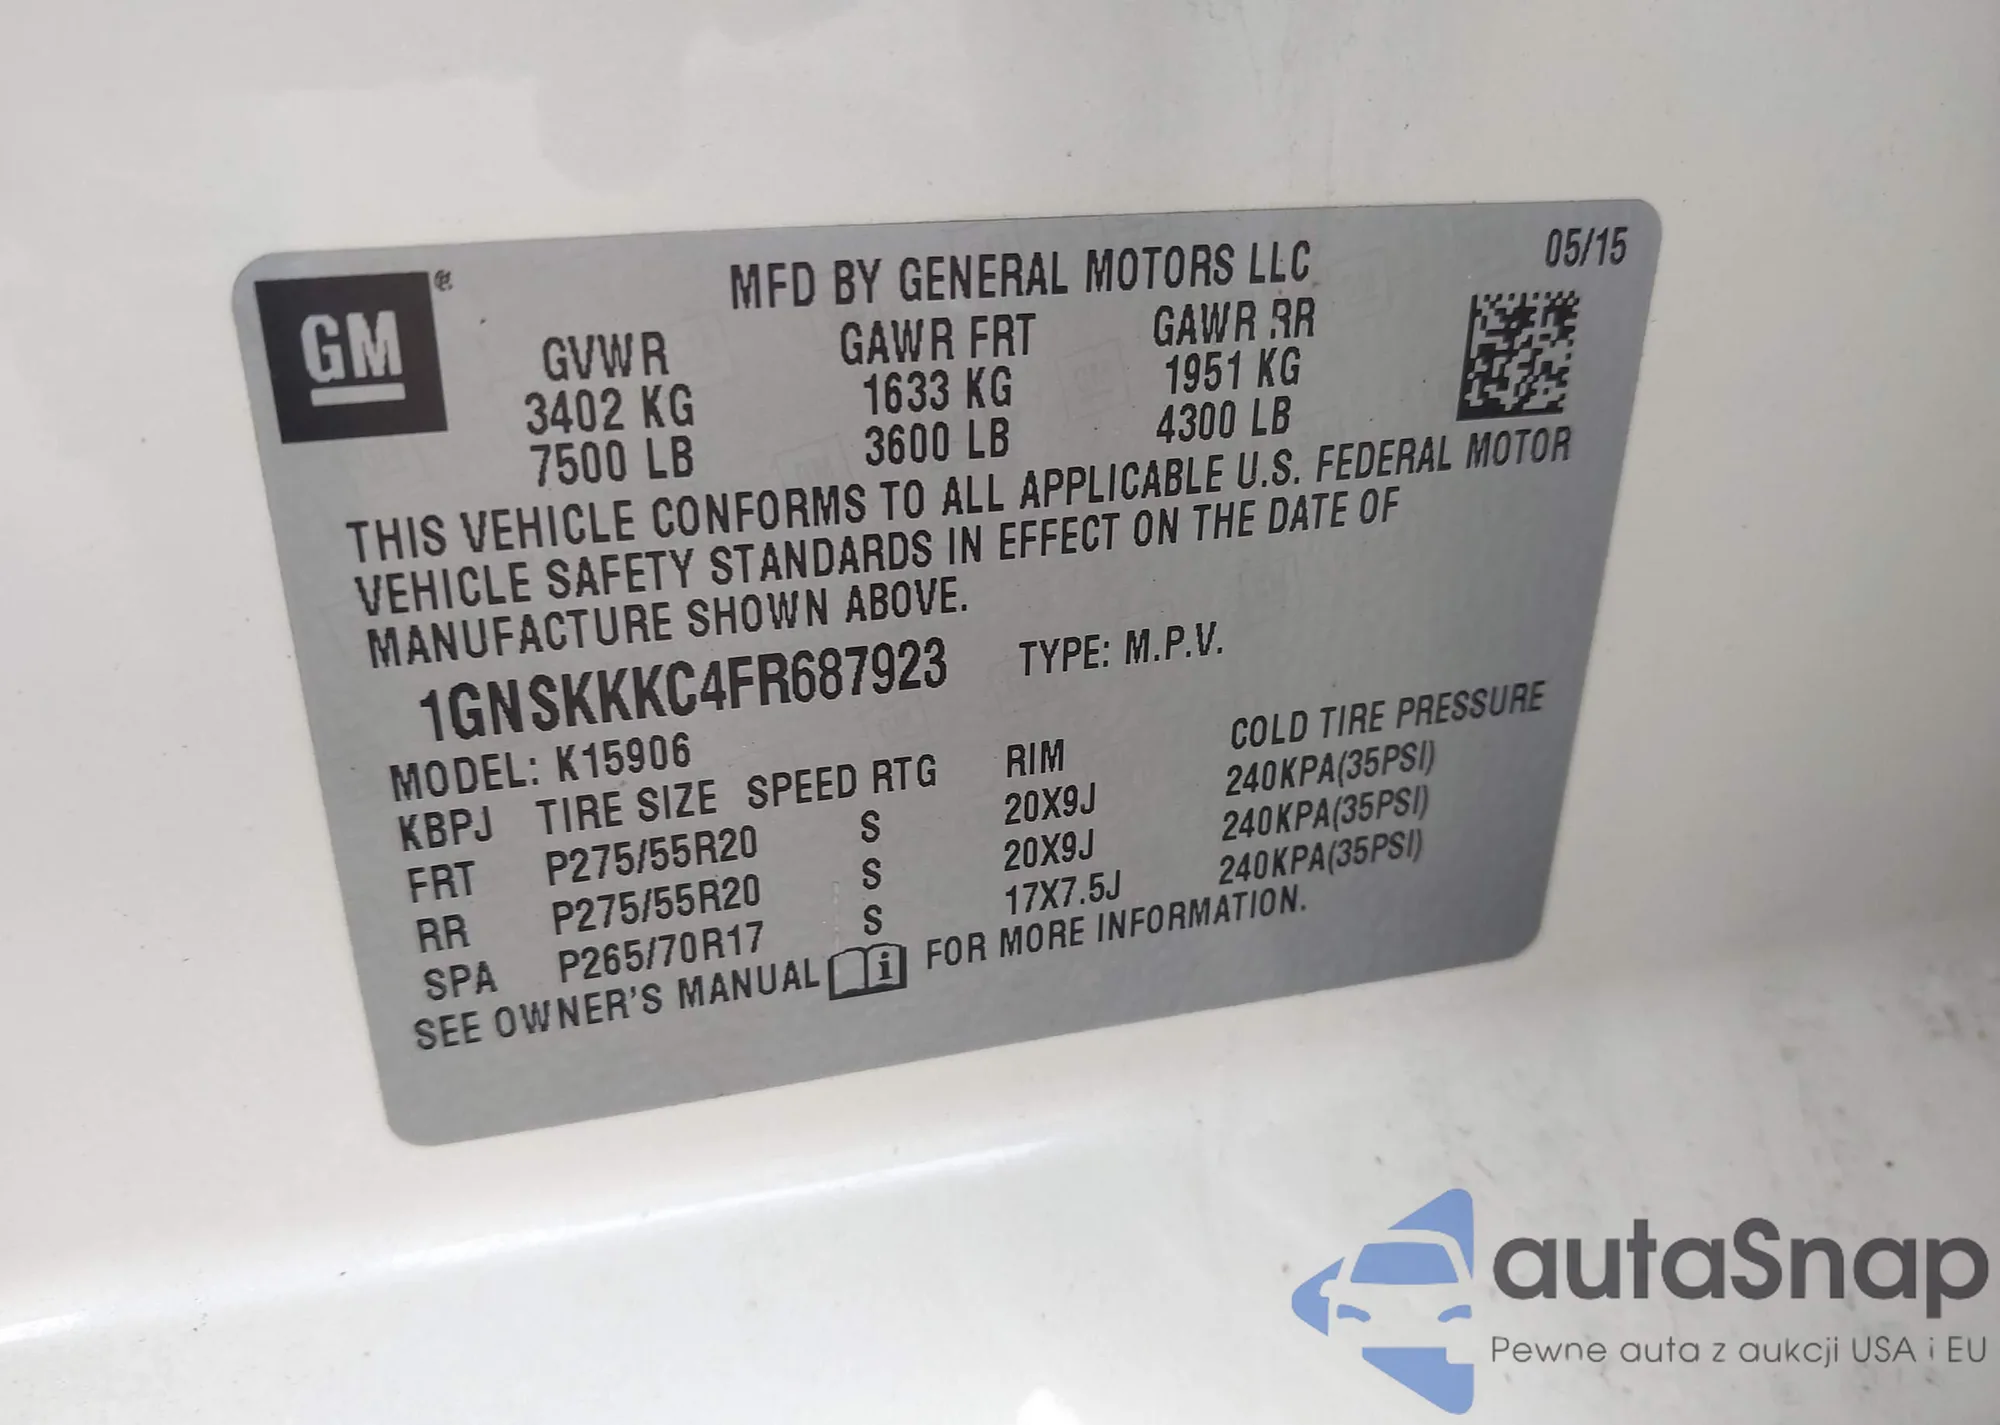 GM
MFD BY GENERAL MOTORS LLC
05/15
GVWR GAWR FRT GAWR RR
3402 KG 1633 KG 1951 KG
7500 LB 3600 LB 4300 LB
THIS VEHICLE CONFORMS TO ALL APPLICABLE U.S. FEDERAL MOTOR
VEHICLE SAFETY STANDARDS IN EFFECT ON THE DATE OF
MANUFACTURE SHOWN ABOVE.
1GNSKKKC4FR687923 TYPE: M.P.V.
MODEL: K15906
KBPJ TIRE SIZE SPEED RTG RIM COLD TIRE PRESSURE
FRT P275/55R20 S 20X9J 240KPA(35PSI)
RR P275/55R20 S 20X9J 240KPA(35PSI)
SPA P265/70R17 S 17X7.5J 240KPA(35PSI)
SEE OWNER'S MANUAL i FOR MORE INFORMATION.
autaSnap
Pewne auta z aukcji USA i EU